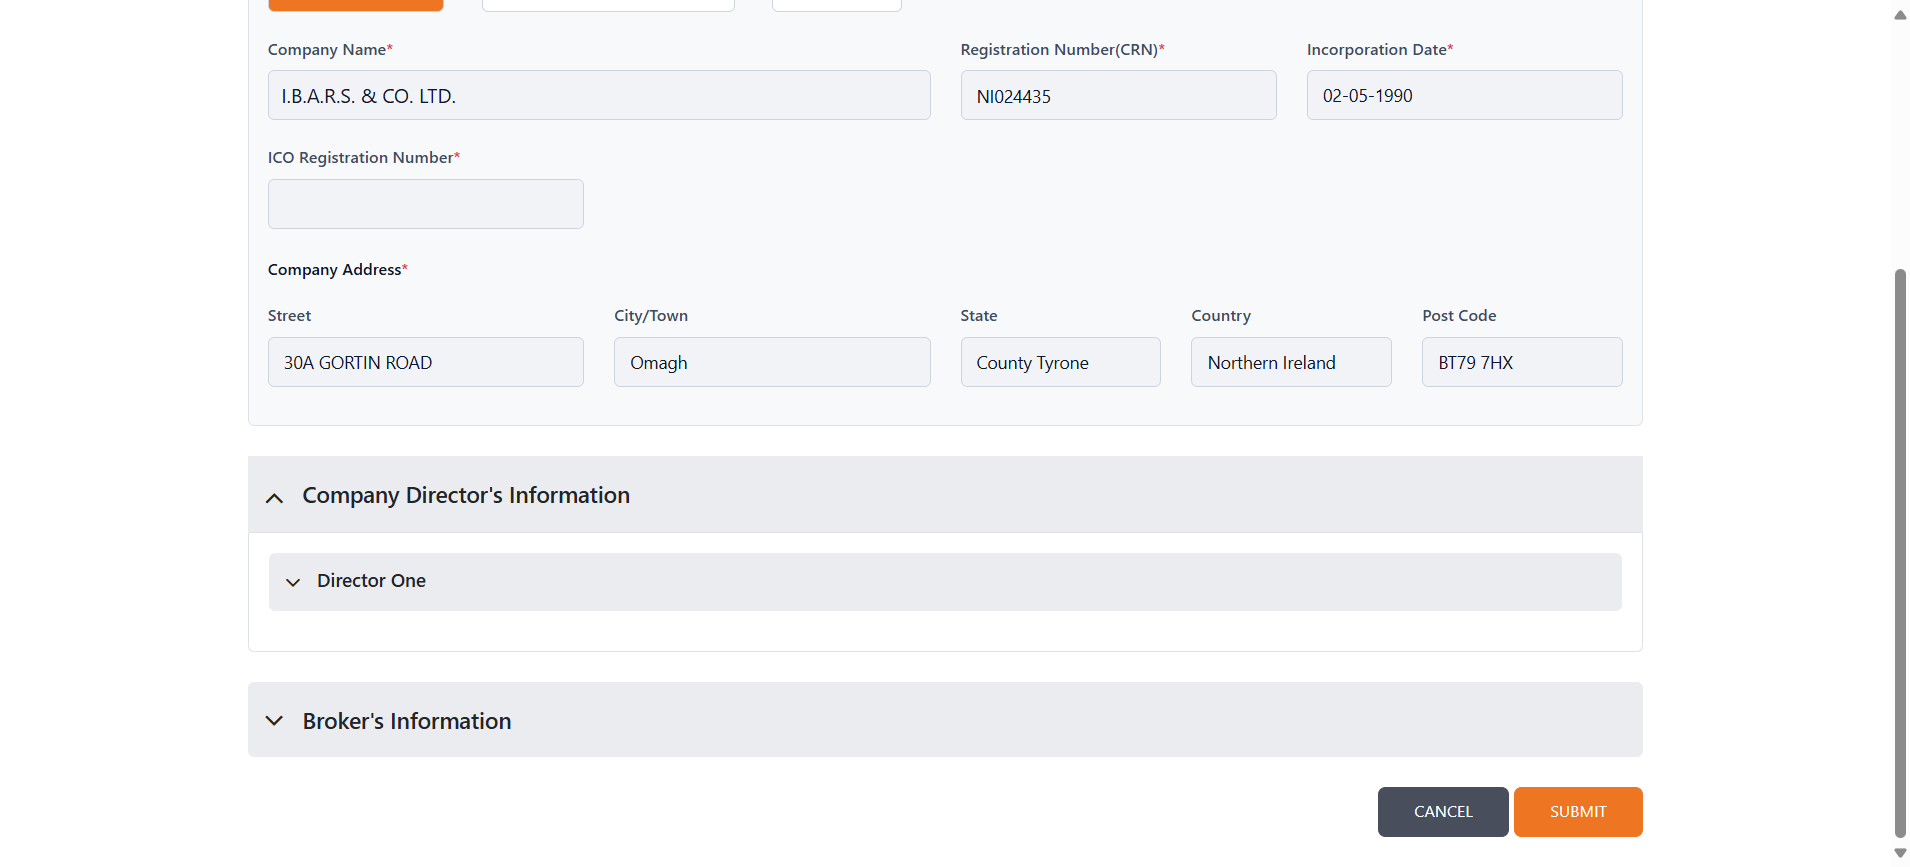 Company Name* Registration Number(CRN)* Incorporation Date*
I.B.A.R.S. & CO. LTD. NI024435 02-05-1990
ICO Registration Number*
Company Address*
Street City/Town State Country Post Code
30A GORTIN ROAD Omagh County Tyrone Northern Ireland BT79 7HX
Company Director's Information
Director One
Broker's Information
CANCEL SUBMIT